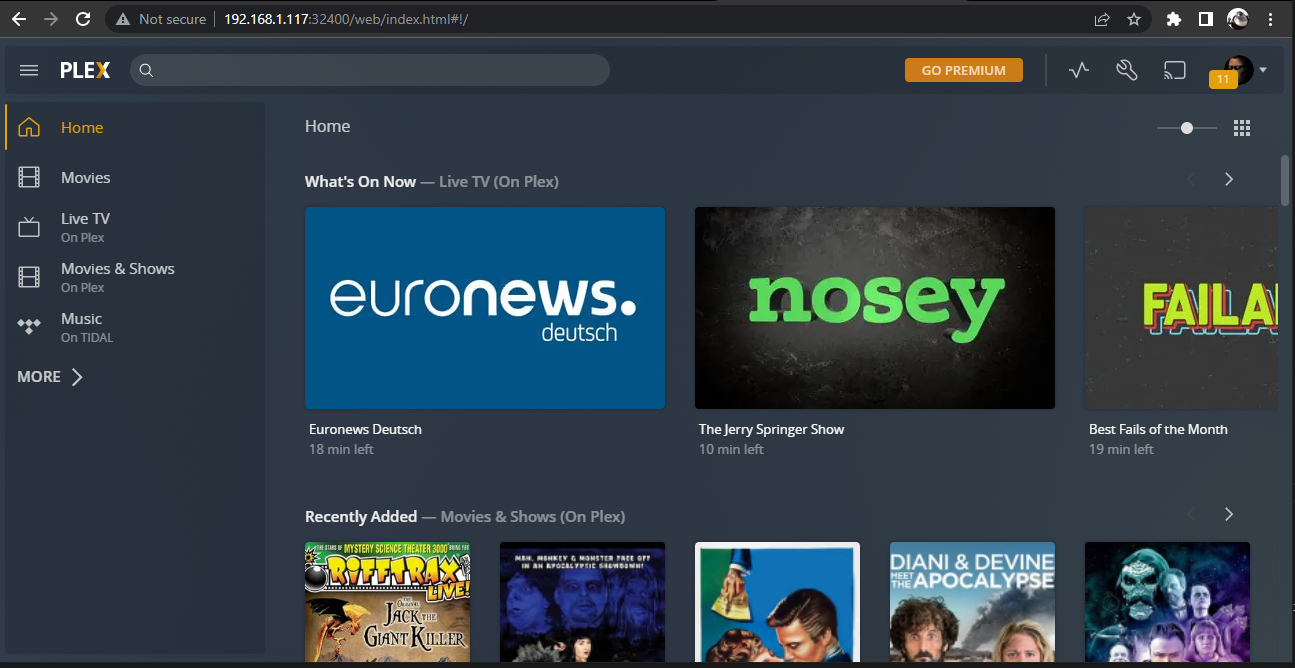 Not secure
192.168.1.117:32400/web/index.html#!/
PLEX
GO PREMIUM
11
Home
Movies
Live TV
On Plex
Movies & Shows
On Plex
Music
On TIDAL
MORE
Home
What's On Now — Live TV (On Plex)
euronews.
deutsch
nosey
FAILA
Euronews Deutsch
18 min left
The Jerry Springer Show
10 min left
Best Fails of the Month
19 min left
Recently Added — Movies & Shows (On Plex)
THE STARS OF MYSTERY SCIENCE THEATER 3000 BRING YOU
RIFFTRAX
LIVE!
THE ORIGINAL
JACK THE
GIANT KILLER
MAN, MONKEY & MONSTER FACE OFF
IN AN APOCALYPTIC SHOWDOWN!
DIANI & DEVINE
MEET THE APOCALYPSE